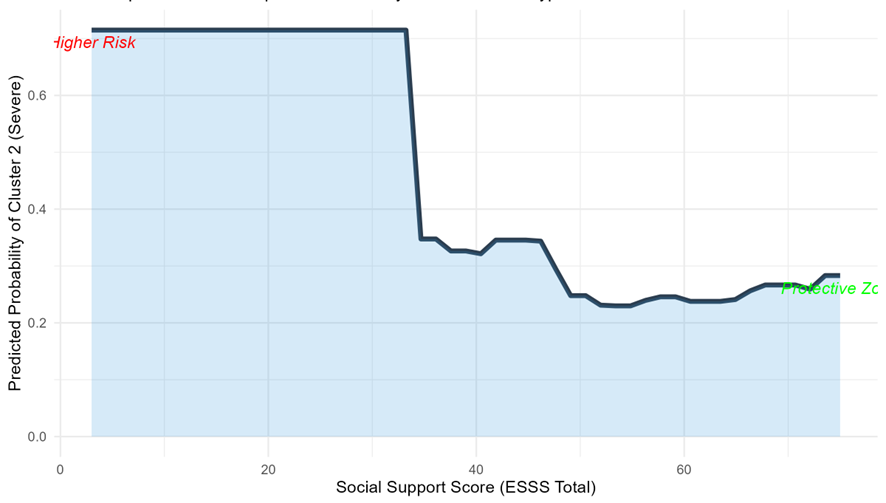 Higher Risk
Protective Zo
Predicted Probability of Cluster 2 (Severe)
0.6
0.4
0.2
0.0
0
20
40
60
Social Support Score (ESSS Total)